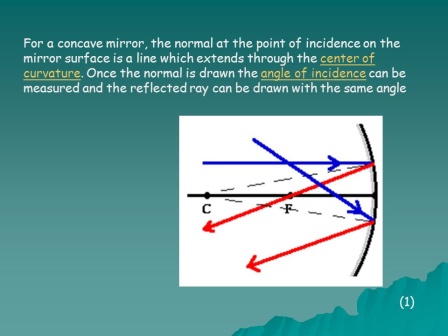 For a concave mirror, the normal at the point of incidence on the
mirror surface is a line which extends through the center of
curvature. Once the normal is drawn the angle of incidence can be
measured and the reflected ray can be drawn with the same angle
C F
(1)